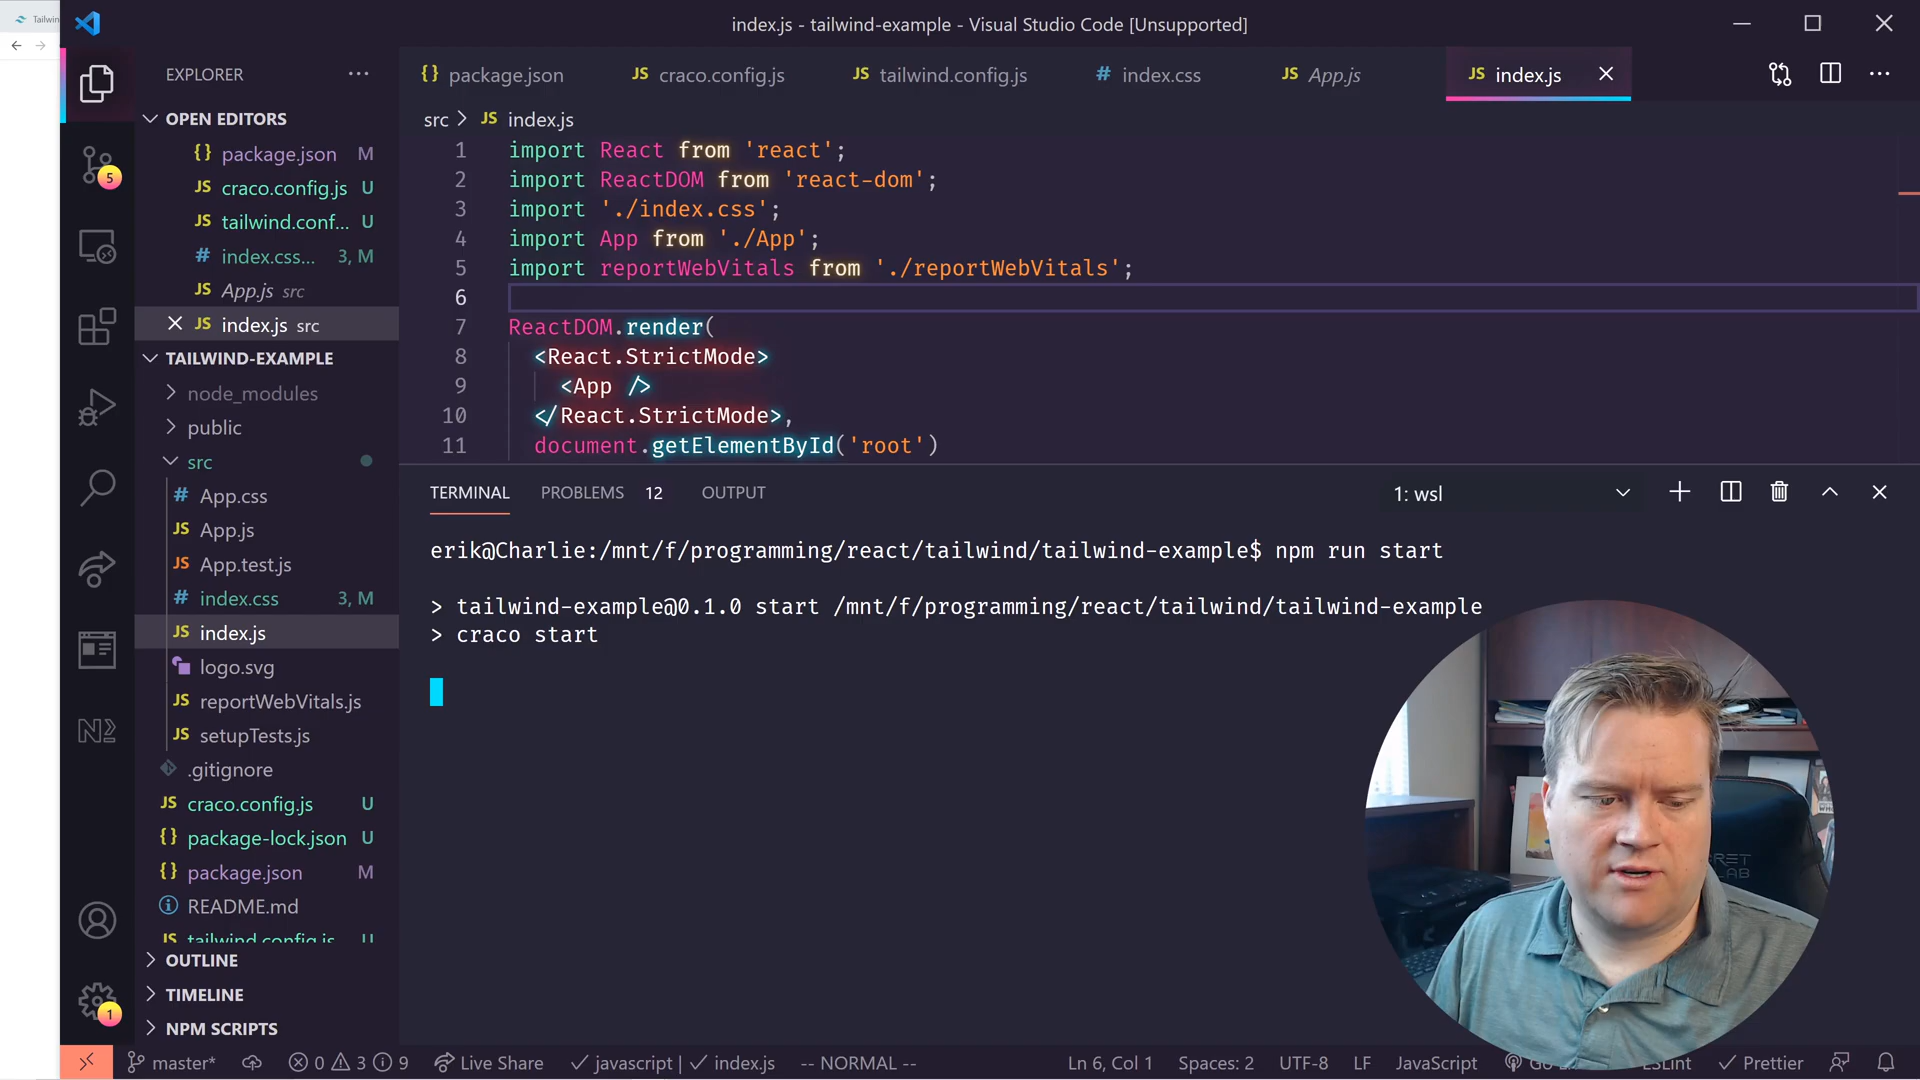 Tailwind
index.js - tailwind-example - Visual Studio Code [Unsupported]
EXPLORER
OPEN EDITORS
package.json M
craco.config.js U
tailwind.conf... U
index.css... 3, M
App.js src
index.js src
TAILWIND-EXAMPLE
node_modules
public
src
App.css
App.js
App.test.js
index.css 3, M
index.js
logo.svg
reportWebVitals.js
setupTests.js
.gitignore
craco.config.js U
package-lock.json U
package.json M
README.md
tailwind.config.js U
OUTLINE
TIMELINE
NPM SCRIPTS
5
1
{} package.json JS craco.config.js JS tailwind.config.js # index.css JS App.js JS index.js
src > JS index.js
1 import React from 'react';
2 import ReactDOM from 'react-dom';
3 import './index.css';
4 import App from './App';
5 import reportWebVitals from './reportWebVitals';
6
7 ReactDOM.render(
8 <React.StrictMode>
9 <App />
10 </React.StrictMode>,
11 document.getElementById('root')
TERMINAL PROBLEMS 12 OUTPUT 1: wsl
erik@Charlie:/mnt/f/programming/react/tailwind/tailwind-example$ npm run start
> tailwind-example@0.1.0 start /mnt/f/programming/react/tailwind/tailwind-example
> craco start
master* 0 3 9 Live Share javascript | index.js -- NORMAL -- Ln 6, Col 1 Spaces: 2 UTF-8 LF JavaScript ESLint Prettier